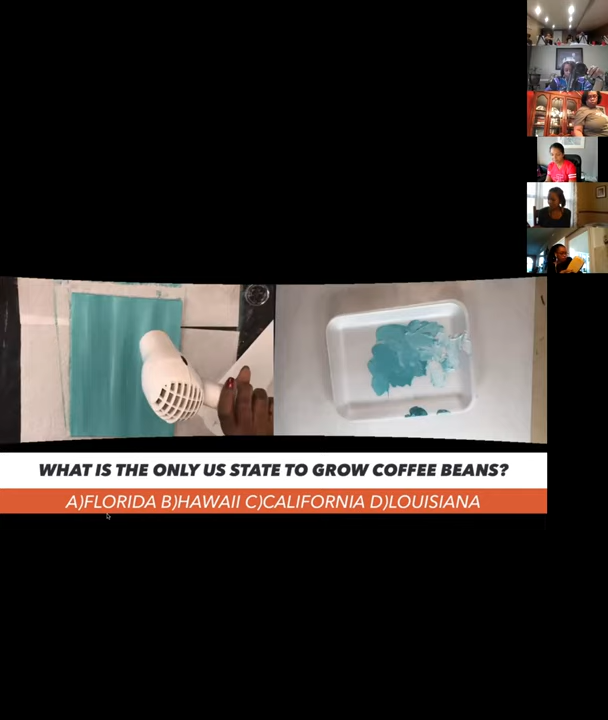 WHAT IS THE ONLY US STATE TO GROW COFFEE BEANS?
A)FLORIDA B)HAWAII C)CALIFORNIA D)LOUISIANA